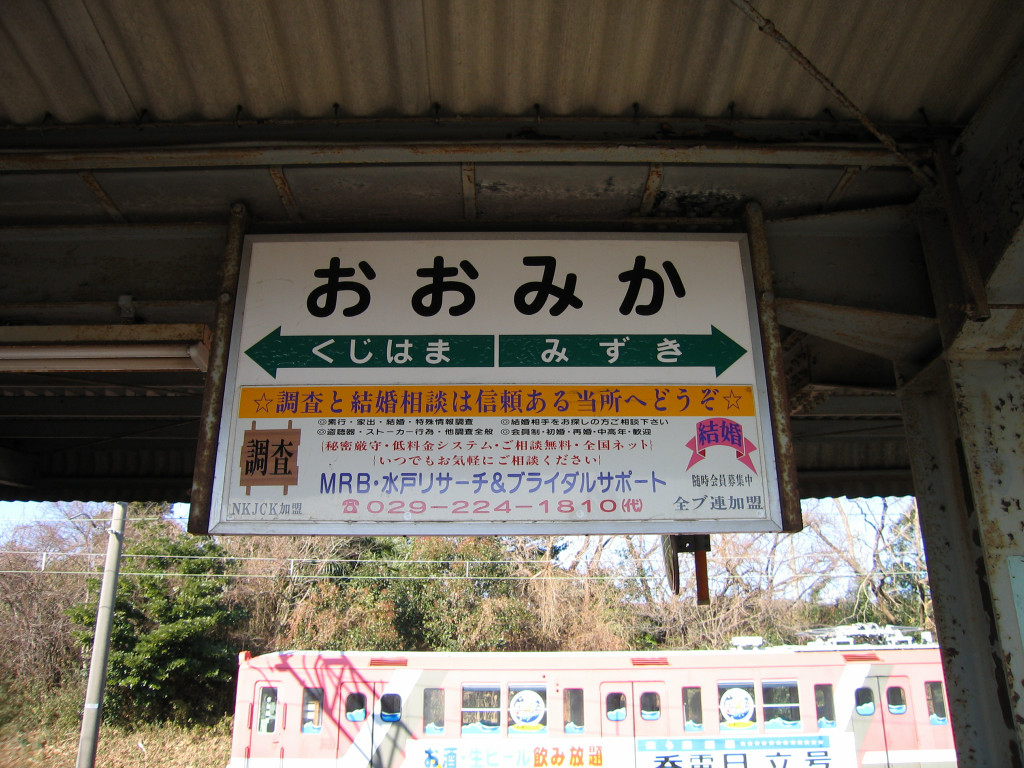 おおみか
くじはま みずき
☆調査と結婚相談は信頼ある当所へどうぞ☆
◎素行・家出・結婚・特殊情報調査 ◎結婚相手をお探しの方ご相談下さい
◎盗聴器・ストーカー行為・他調査全般 ◎会員制・初婚・再婚・中高年・歓迎
調査
|秘密厳守・低料金システム・ご相談無料・全国ネット|
結婚
|いつでもお気軽にご相談ください|
MRB・水戸リサーチ&ブライダルサポート
随時会員募集中
NKJCK加盟
☎029-224-1810(代)
全ブ連加盟
お酒・生ビール飲み放題
呑電日立号